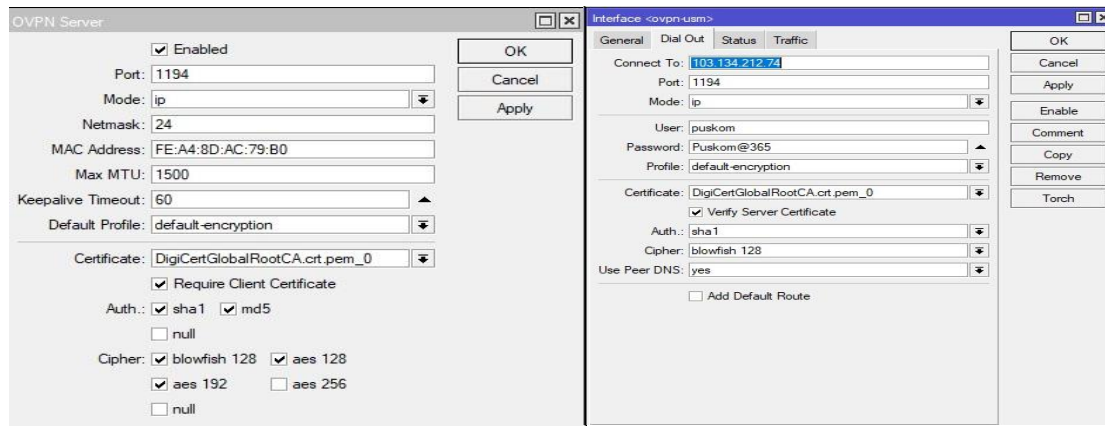 OVPN Server
Enabled
Port: 1194
Mode: ip
Netmask: 24
MAC Address: FE:A4:8D:AC:79:B0
Max MTU: 1500
Keepalive Timeout: 60
Default Profile: default-encryption
Certificate: DigiCertGlobalRootCA.crt.pem_0
Require Client Certificate
Auth.: sha1 md5
null
Cipher: blowfish 128 aes 128
aes 192 aes 256
null
OK
Cancel
Apply
Interface <ovpn-usm>
General Dial Out Status Traffic
Connect To: 103.134.212.74
Port: 1194
Mode: ip
User: puskom
Password: Puskom@365
Profile: default-encryption
Certificate: DigiCertGlobalRootCA.crt.pem_0
Verify Server Certificate
Auth.: sha1
Cipher: blowfish 128
Use Peer DNS: yes
Add Default Route
OK
Cancel
Apply
Enable
Comment
Copy
Remove
Torch